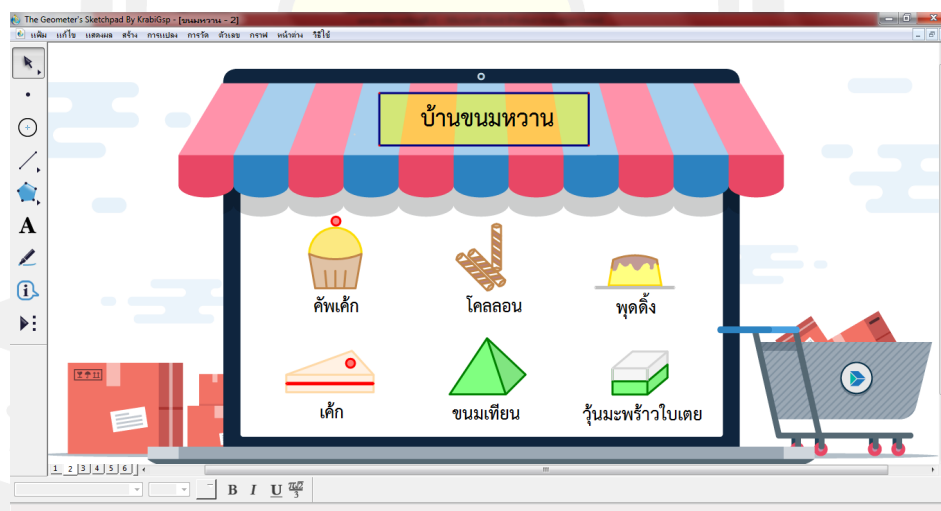 The Geometer's Sketchpad By KrabiGsp - [ขนมหวาน - 2]
แฟ้ม แก้ไข แสดงผล สร้าง การแปลง การวัด ตัวเลข กราฟ หน้าต่าง วิธีใช้
บ้านขนมหวาน
คัพเค้ก โคลลอน พุดดิ้ง
เค้ก ขนมเทียน วุ้นมะพร้าวใบเตย
A
1 2 3 4 5 6
B I U